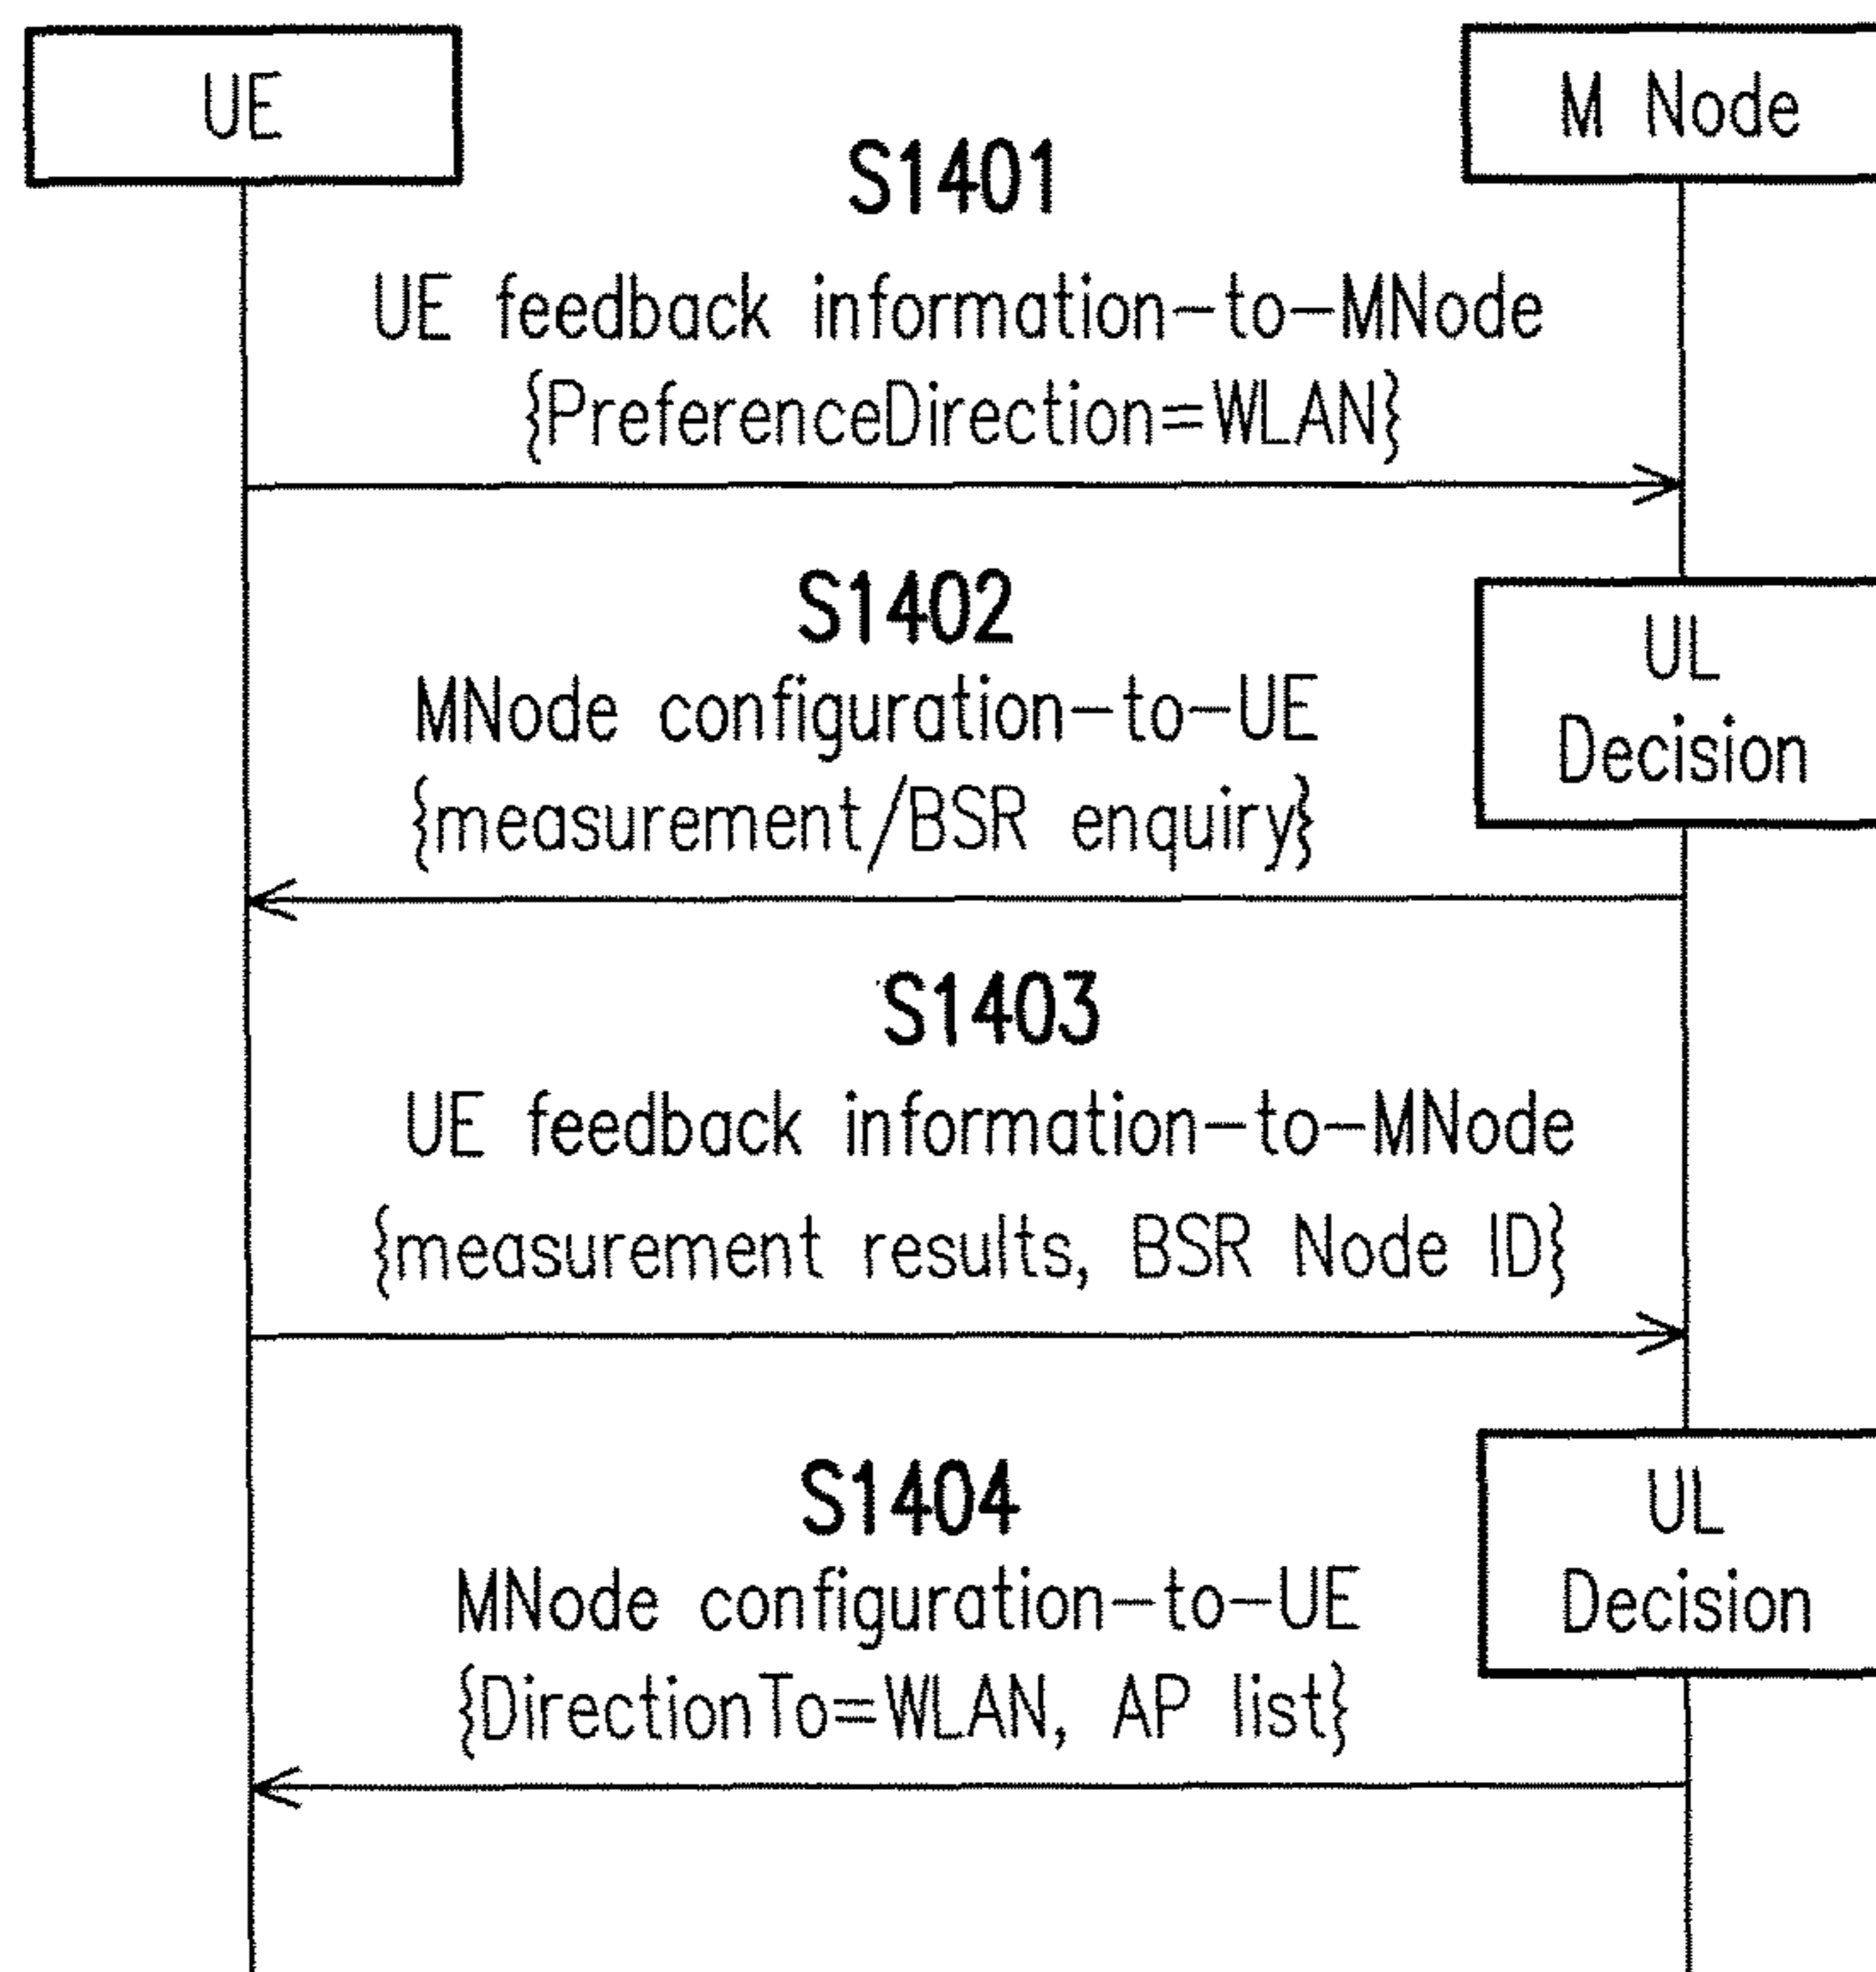 UE
M Node
S1401
UE feedback information-to-MNode
{PreferenceDirection=WLAN}
S1402
MNode configuration-to-UE
{measurement/BSR enquiry}
UL
Decision
S1403
UE feedback information-to-MNode
{measurement results, BSR Node ID}
S1404
MNode configuration-to-UE
{DirectionTo=WLAN, AP list}
UL
Decision